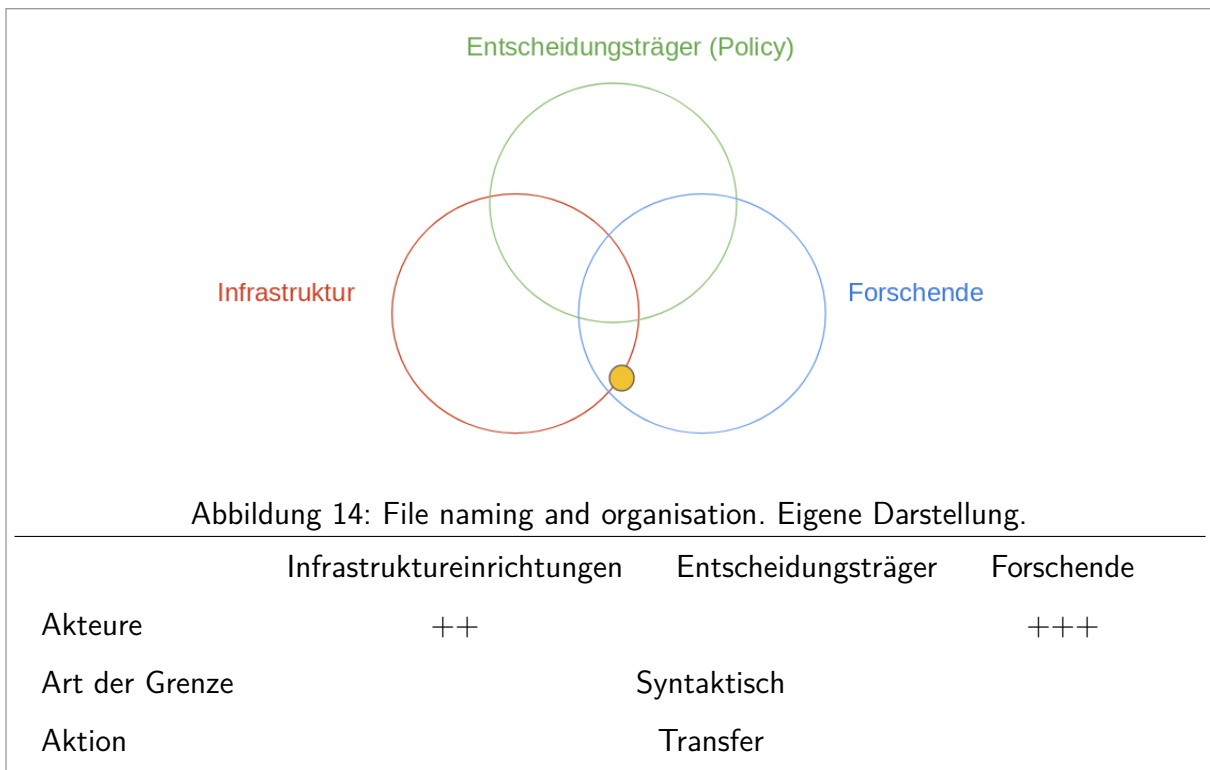 Entscheidungsträger (Policy)
Infrastruktur
Forschende
Abbildung 14: File naming and organisation. Eigene Darstellung.
Infrastruktureinrichtungen Entscheidungsträger Forschende
Akteure ++ +++
Art der Grenze Syntaktisch
Aktion Transfer